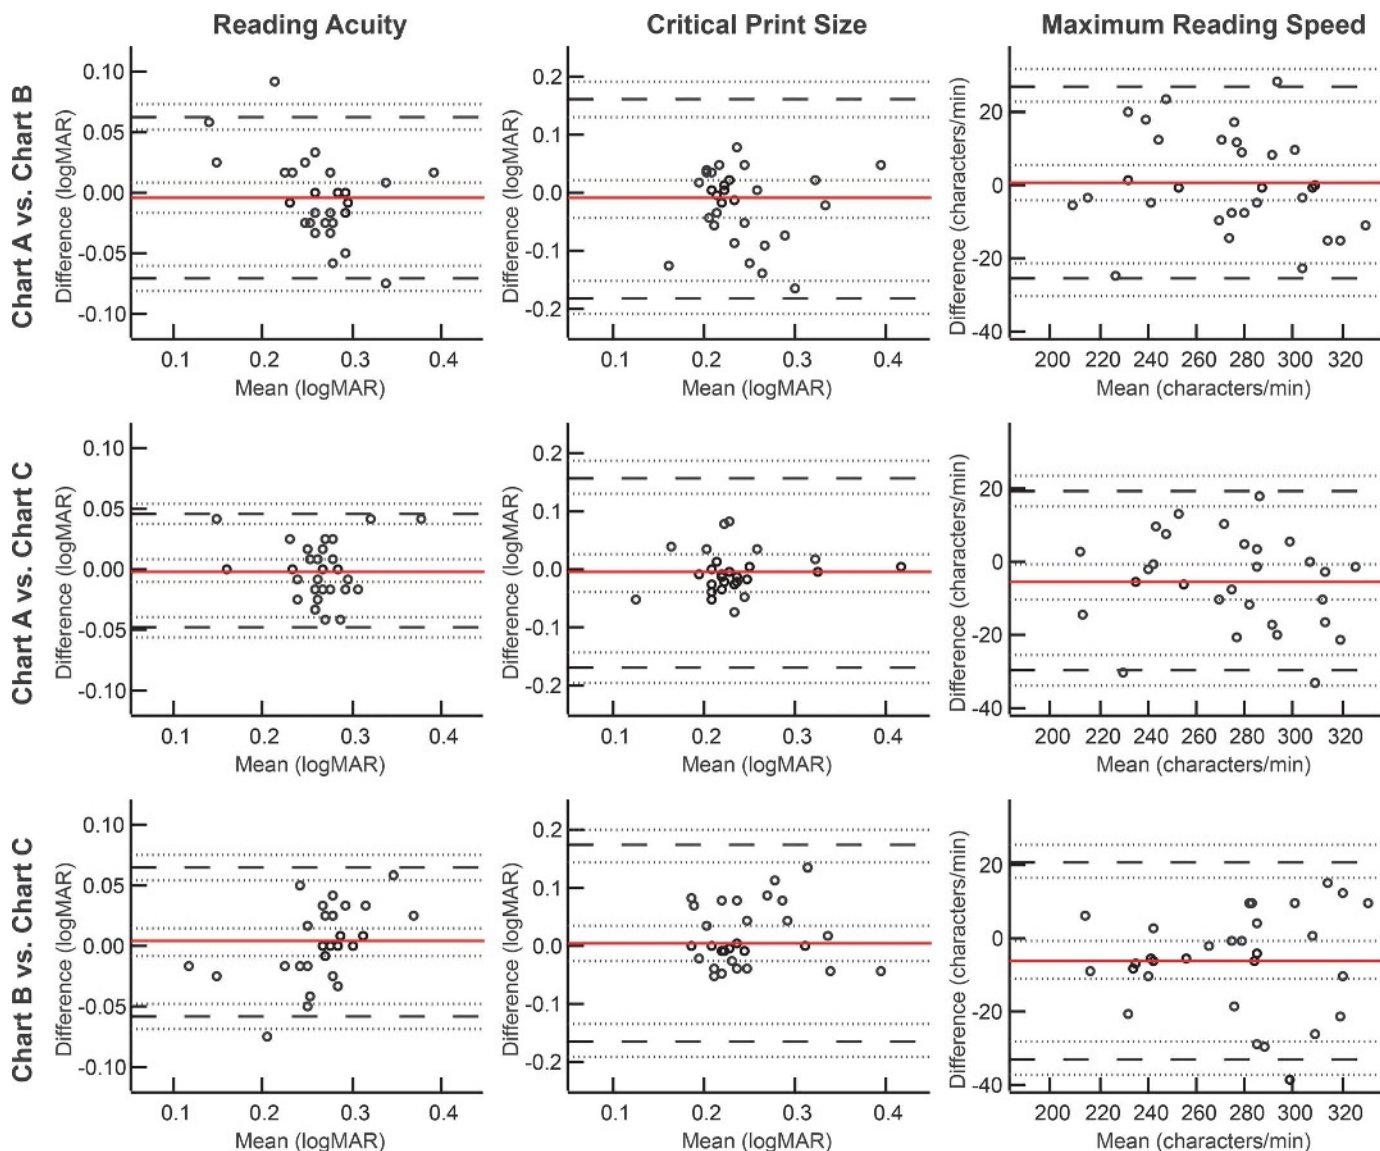 Reading Acuity
Critical Print Size
Maximum Reading Speed
Chart A vs. Chart B
Difference (logMAR)
0.10
0.05
0.00
-0.05
-0.10
0.1 0.2 0.3 0.4
Mean (logMAR)
Difference (logMAR)
0.2
0.1
0.0
-0.1
-0.2
0.1 0.2 0.3 0.4
Mean (logMAR)
Difference (characters/min)
20
0
-20
-40
200 220 240 260 280 300 320
Mean (characters/min)
Chart A vs. Chart C
Difference (logMAR)
0.10
0.05
0.00
-0.05
-0.10
0.1 0.2 0.3 0.4
Mean (logMAR)
Difference (logMAR)
0.2
0.1
0.0
-0.1
-0.2
0.1 0.2 0.3 0.4
Mean (logMAR)
Difference (characters/min)
20
0
-20
-40
200 220 240 260 280 300 320
Mean (characters/min)
Chart B vs. Chart C
Difference (logMAR)
0.10
0.05
0.00
-0.05
-0.10
0.1 0.2 0.3 0.4
Mean (logMAR)
Difference (logMAR)
0.2
0.1
0.0
-0.1
-0.2
0.1 0.2 0.3 0.4
Mean (logMAR)
Difference (characters/min)
20
0
-20
-40
200 220 240 260 280 300 320
Mean (characters/min)